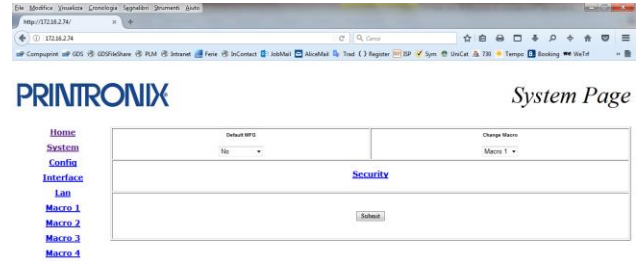 File Modifica Visualizza Cronologia Segnalibri Strumenti Aiuto
http://172.18.2.74/
172.18.2.74
Cerca
Compuprint GDS GDSFileShare PLM Intranet Ferie InContact JobMail AliceMail Trad Register ISP Sym UniCat 730 Tempo Booking WeTrf
PRINTRONIX
System Page
Home
System
Config
Interface
Lan
Macro 1
Macro 2
Macro 3
Macro 4
Default MFG
No
Change Macro
Macro 1
Security
Submit